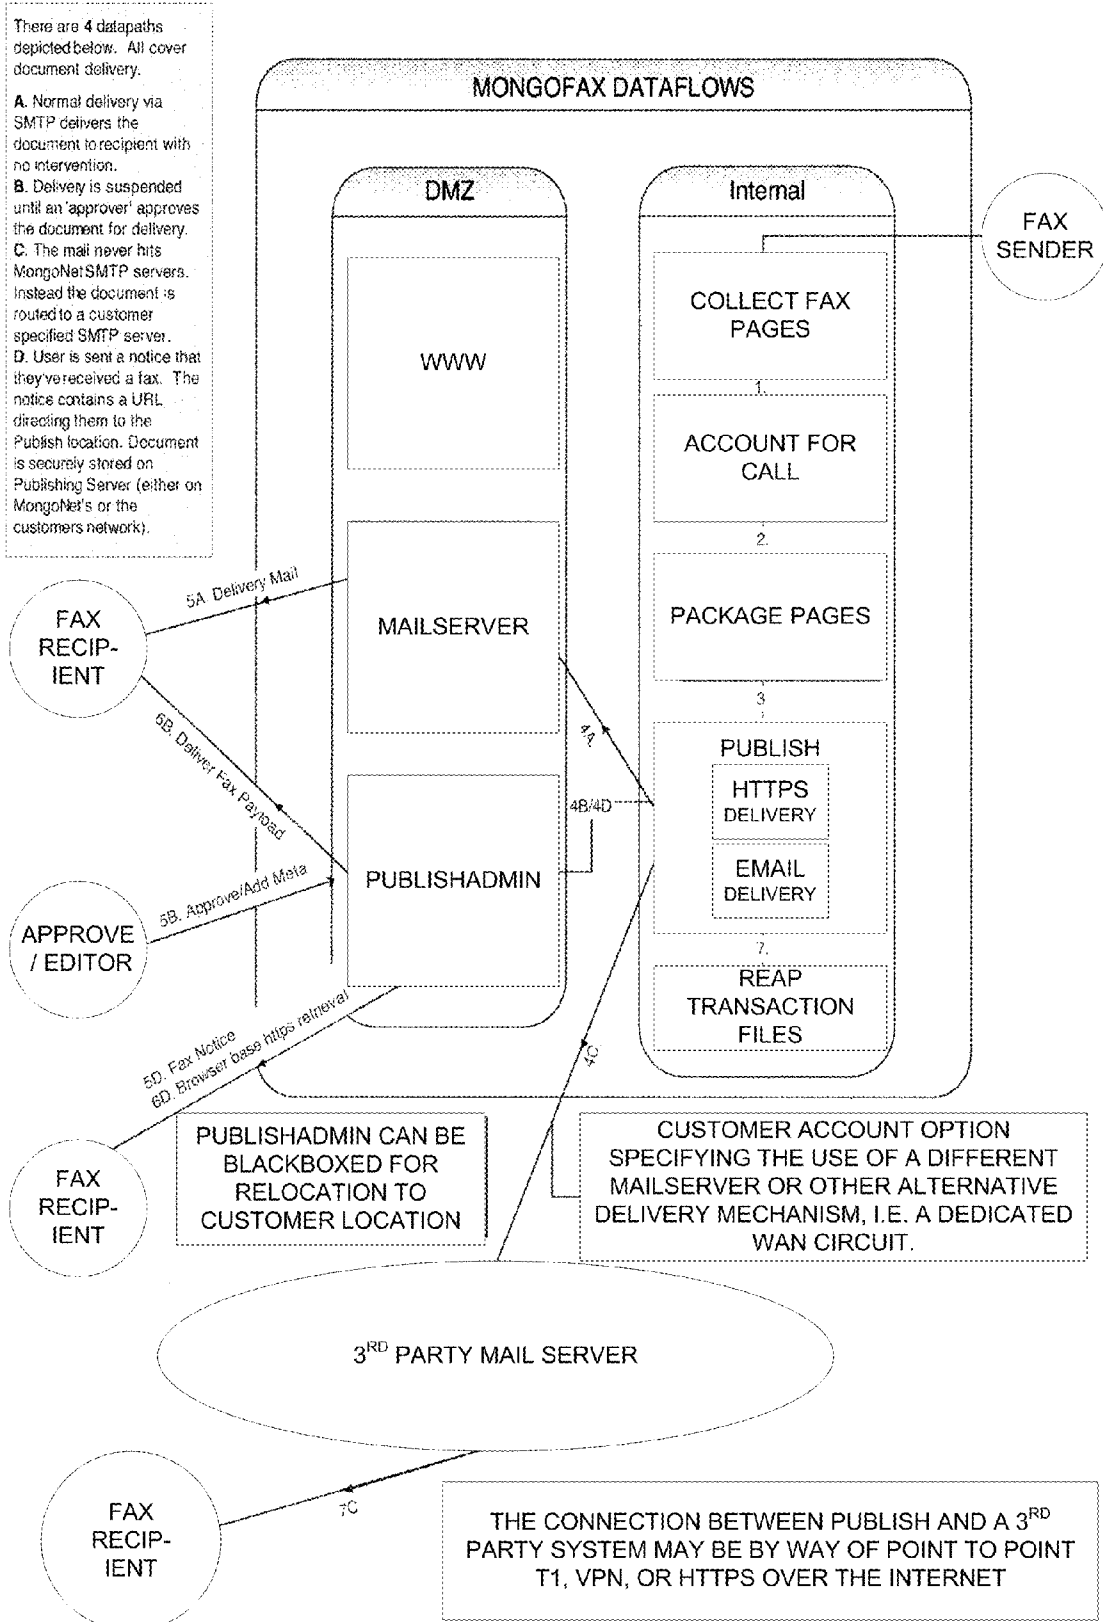 There are 4 datapaths
depicted below. All cover
document delivery.
A. Normal delivery via
SMTP delivers the
document to recipient with
no intervention.
B. Delivery is suspended
until an 'approver' approves
the document for delivery.
C. The mail never hits
MongoNet SMTP servers.
Instead the document is
routed to a customer
specified SMTP server.
D. User is sent a notice that
they've received a fax. The
notice contains a URL
directing them to the
Publish location. Document
is securely stored on
Publishing Server (either on
MongoNet's or the
customers network).
MONGOFAX DATAFLOWS
DMZ
Internal
FAX
SENDER
COLLECT FAX
PAGES
WWW
1.
ACCOUNT FOR
CALL
2.
5A. Delivery Mail
FAX
RECIP-
IENT
MAILSERVER
PACKAGE PAGES
3
4A.
6B. Deliver Fax Payload
PUBLISH
HTTPS
DELIVERY
4B/4D
EMAIL
DELIVERY
PUBLISHADMIN
5B. Approve/Add Meta
APPROVE
/ EDITOR
7.
REAP
TRANSACTION
FILES
4C
5D. Fax Notice
6D. Browser base https retrieval
FAX
RECIP-
IENT
PUBLISHADMIN CAN BE
BLACKBOXED FOR
RELOCATION TO
CUSTOMER LOCATION
CUSTOMER ACCOUNT OPTION
SPECIFYING THE USE OF A DIFFERENT
MAILSERVER OR OTHER ALTERNATIVE
DELIVERY MECHANISM, I.E. A DEDICATED
WAN CIRCUIT.
3RD PARTY MAIL SERVER
7C
FAX
RECIP-
IENT
THE CONNECTION BETWEEN PUBLISH AND A 3RD
PARTY SYSTEM MAY BE BY WAY OF POINT TO POINT
T1, VPN, OR HTTPS OVER THE INTERNET